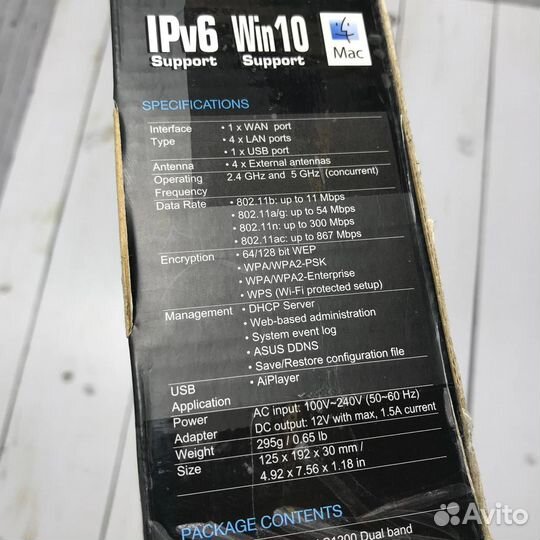 IPv6 Win10
Support Support Mac
SPECIFICATIONS
Interface • 1 x WAN port
Type • 4 x LAN ports
• 1 x USB port
Antenna • 4 x External antennas
Operating 2.4 GHz and 5 GHz (concurrent)
Frequency
Data Rate • 802.11b: up to 11 Mbps
• 802.11a/g: up to 54 Mbps
• 802.11n: up to 300 Mbps
• 802.11ac: up to 867 Mbps
Encryption • 64/128 bit WEP
• WPA/WPA2-PSK
• WPA/WPA2-Enterprise
• WPS (Wi-Fi protected setup)
Management • DHCP Server
• Web-based administration
• System event log
• ASUS DDNS
• Save/Restore configuration file
USB • AiPlayer
Application
Power AC input: 100V~240V (50~60 Hz)
Adapter DC output: 12V with max, 1.5A current
Weight 295g / 0.65 lb
Size 125 x 192 x 30 mm /
4.92 x 7.56 x 1.18 in
PACKAGE CONTENTS
Dual band
Avito